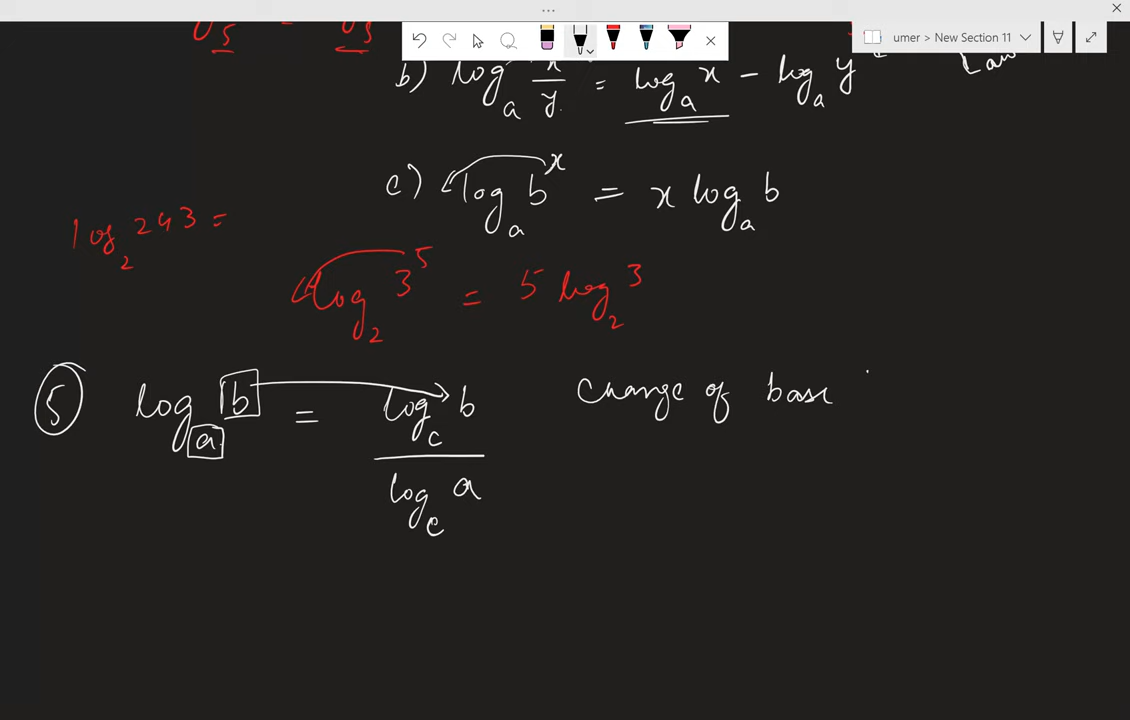 umer > New Section 11
b) log_a x/y = log_a x - log_a y
Law
c) log_a b^x = x log_a b
log_2 243 =
log_2 3^5 = 5 log_2 3
5 log_a b = log_c b / log_c a
Change of base